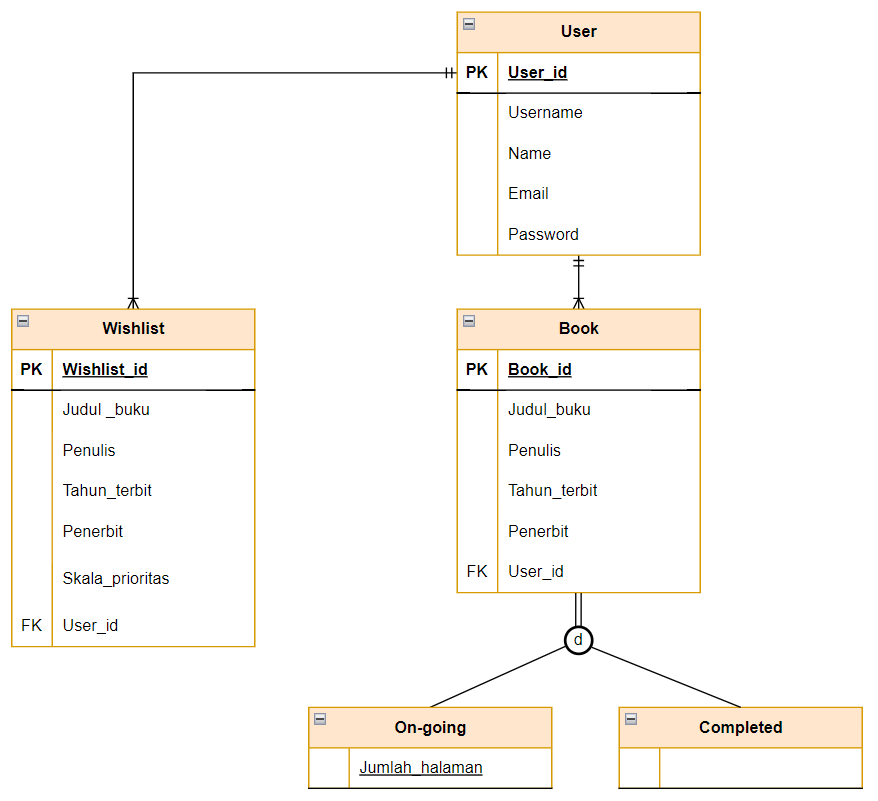 User
PK User_id
Username
Name
Email
Password
Wishlist
PK Wishlist_id
Judul _buku
Penulis
Tahun_terbit
Penerbit
Skala_prioritas
FK User_id
Book
PK Book_id
Judul_buku
Penulis
Tahun_terbit
Penerbit
FK User_id
d
On-going
Jumlah_halaman
Completed